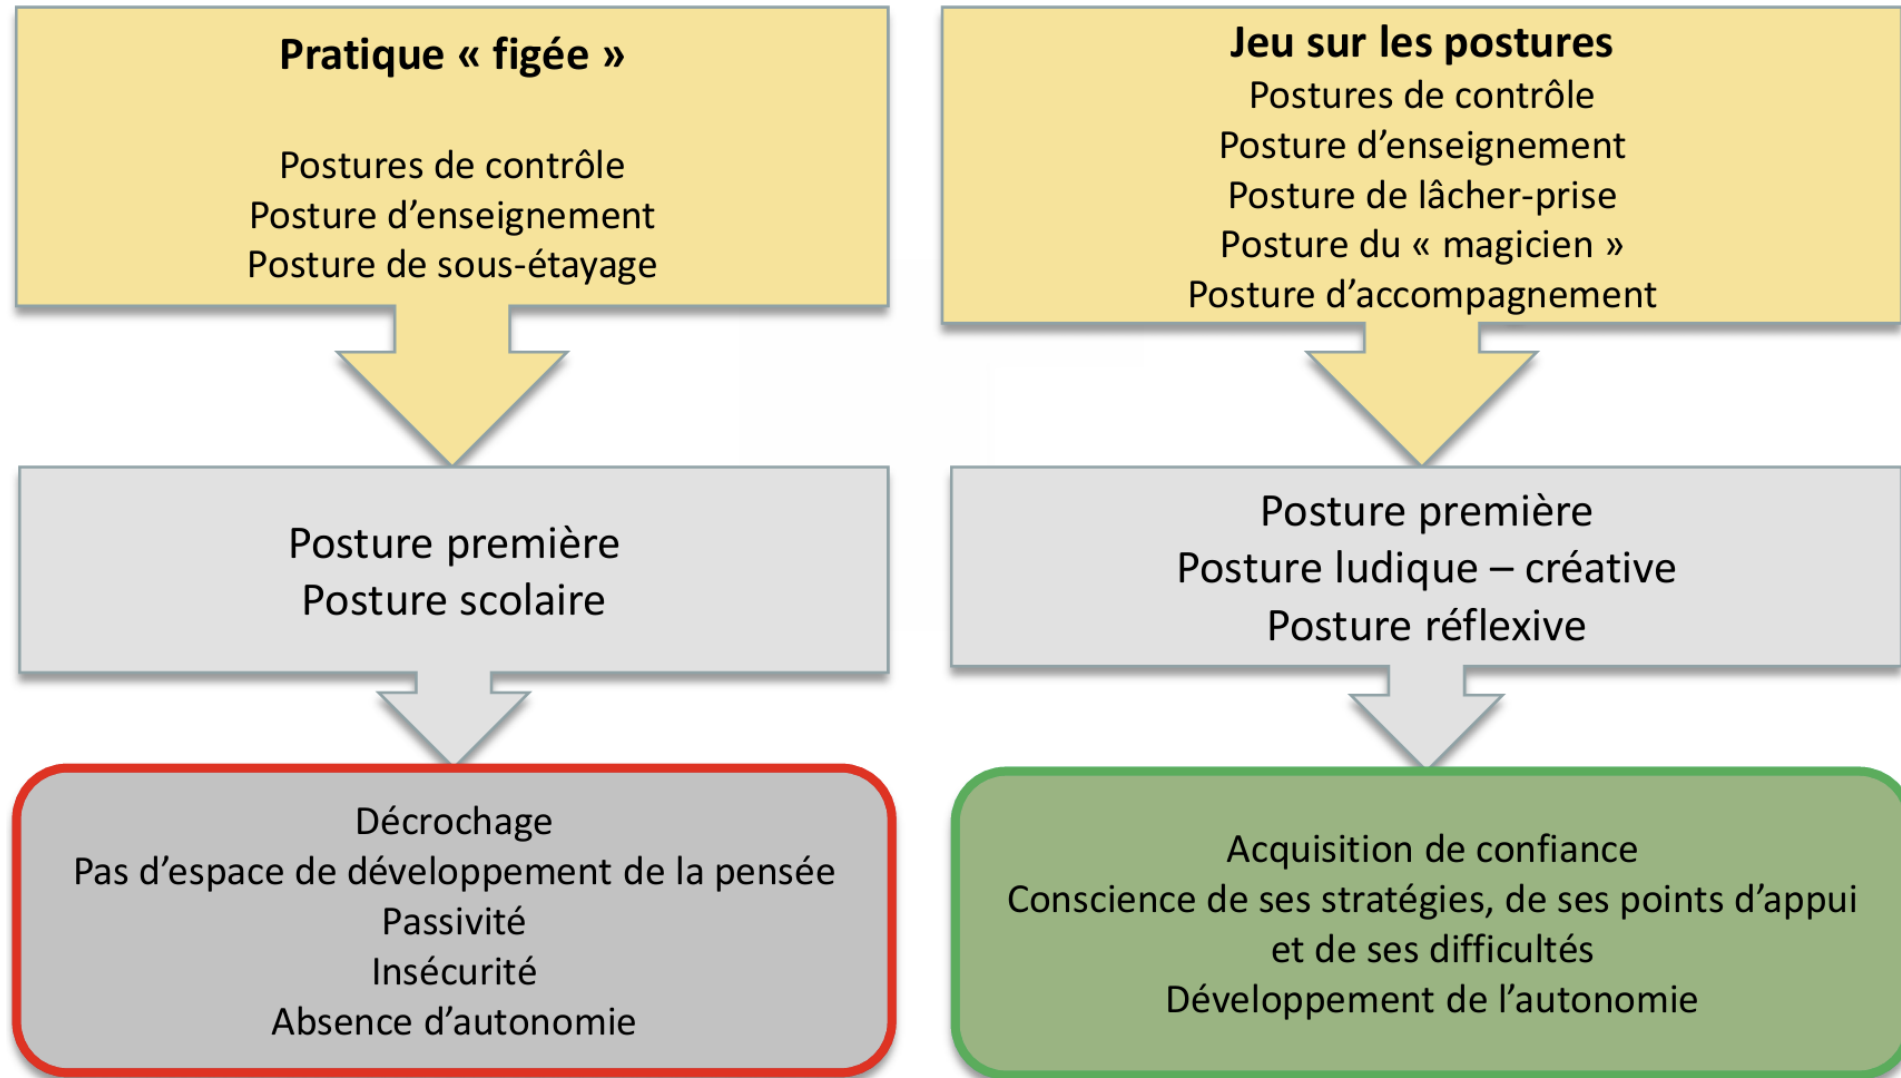 Pratique « figée »
Postures de contrôle
Posture d’enseignement
Posture de sous-étayage
Posture première
Posture scolaire
Décrochage
Pas d’espace de développement de la pensée
Passivité
Insécurité
Absence d’autonomie
Jeu sur les postures
Postures de contrôle
Posture d’enseignement
Posture de lâcher-prise
Posture du « magicien »
Posture d’accompagnement
Posture première
Posture ludique – créative
Posture réflexive
Acquisition de confiance
Conscience de ses stratégies, de ses points d’appui
et de ses difficultés
Développement de l’autonomie